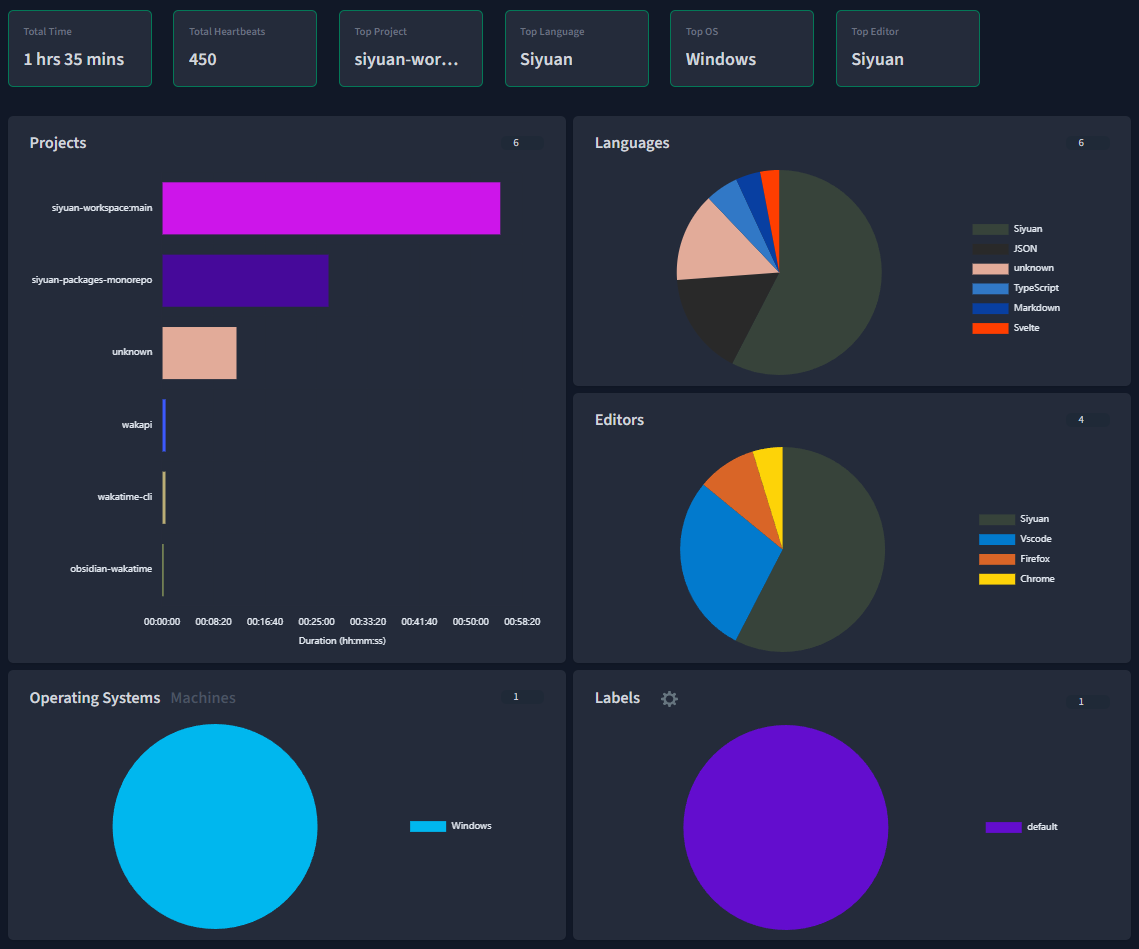 Total Time
1 hrs 35 mins
Total Heartbeats
450
Top Project
siyuan-wor...
Top Language
Siyuan
Top OS
Windows
Top Editor
Siyuan
Projects
6
siyuan-workspace:main
siyuan-packages-monorepo
unknown
wakapi
wakatime-cli
obsidian-wakatime
00:00:00 00:08:20 00:16:40 00:25:00 00:33:20 00:41:40 00:50:00 00:58:20
Duration (hh:mm:ss)
Languages
6
Siyuan
JSON
unknown
TypeScript
Markdown
Svelte
Editors
4
Siyuan
Vscode
Firefox
Chrome
Operating Systems Machines
1
Windows
Labels
1
default